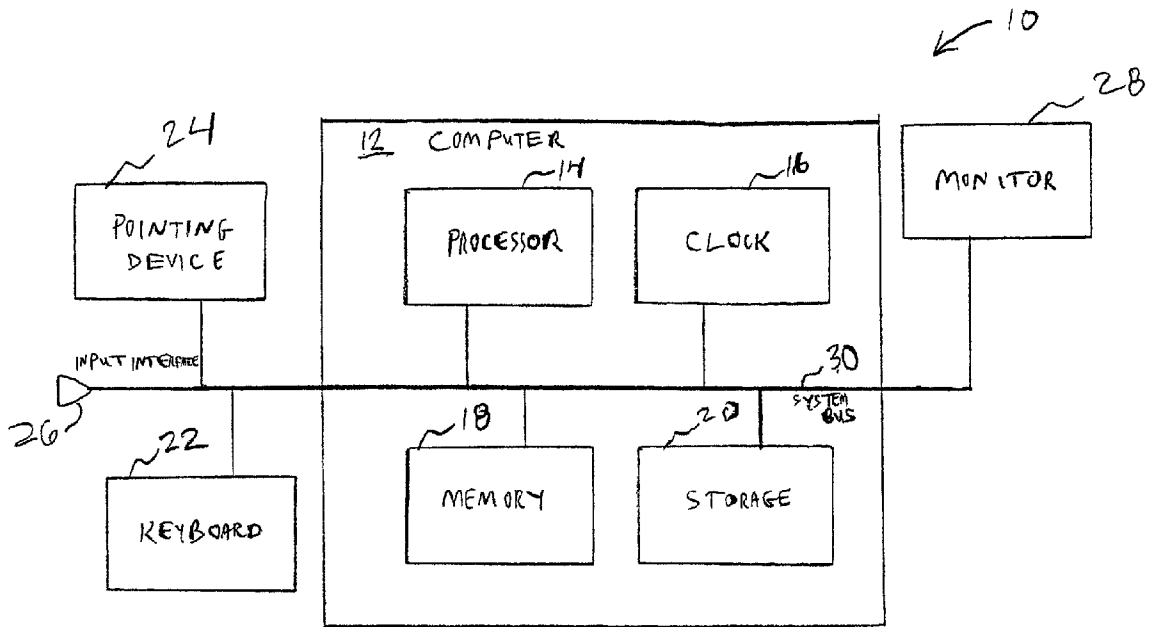 10
28
24
12 COMPUTER
14
16
MONITOR
POINTING
DEVICE
PROCESSOR
CLOCK
INPUT INTERFACE
30
SYSTEM
BUS
26
22
18
20
KEYBOARD
MEMORY
STORAGE